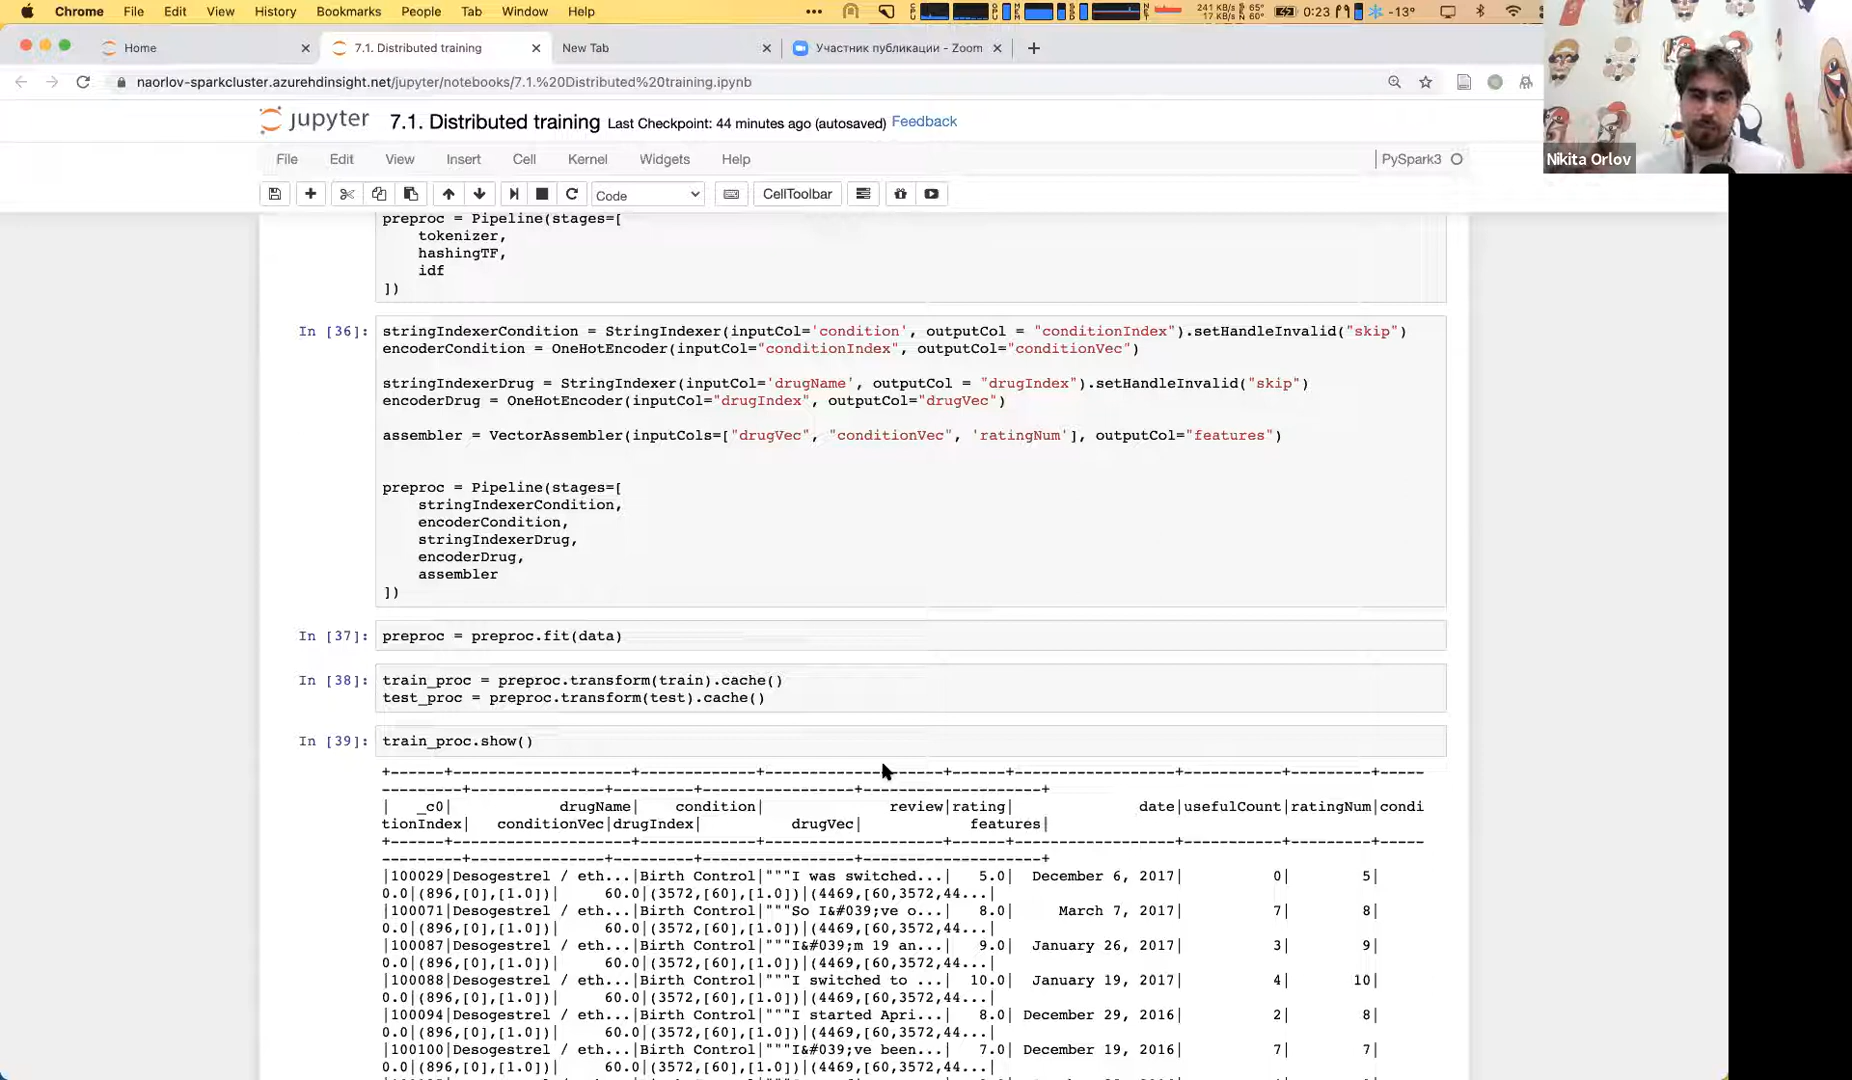 Chrome File Edit View History Bookmarks People Tab Window Help
241 KB/s 65°
17 KB/s 60°
0:23
-13°
Home
7.1. Distributed training
New Tab
Участник публикации - Zoom
naorlov-sparkcluster.azurehdinsight.net/jupyter/notebooks/7.1.%20Distributed%20training.ipynb
Nikita Orlov
jupyter 7.1. Distributed training Last Checkpoint: 44 minutes ago (autosaved) Feedback
File Edit View Insert Cell Kernel Widgets Help
PySpark3
Code
CellToolbar
preproc = Pipeline(stages=[
tokenizer,
hashingTF,
idf
])
In [36]: stringIndexerCondition = StringIndexer(inputCol='condition', outputCol = "conditionIndex").setHandleInvalid("skip")
encoderCondition = OneHotEncoder(inputCol="conditionIndex", outputCol="conditionVec")
stringIndexerDrug = StringIndexer(inputCol='drugName', outputCol = "drugIndex").setHandleInvalid("skip")
encoderDrug = OneHotEncoder(inputCol="drugIndex", outputCol="drugVec")
assembler = VectorAssembler(inputCols=["drugVec", "conditionVec", 'ratingNum'], outputCol="features")
preproc = Pipeline(stages=[
stringIndexerCondition,
encoderCondition,
stringIndexerDrug,
encoderDrug,
assembler
])
In [37]: preproc = preproc.fit(data)
In [38]: train_proc = preproc.transform(train).cache()
test_proc = preproc.transform(test).cache()
In [39]: train_proc.show()
+------+--------------------+-------------+--------------------+------+------------------+-----------+---------+-----
---------+---------------+---------+-----------------+--------------------+
| _c0| drugName| condition| review|rating| date|usefulCount|ratingNum|condi
tionIndex| conditionVec|drugIndex| drugVec| features|
+------+--------------------+-------------+--------------------+------+------------------+-----------+---------+-----
---------+---------------+---------+-----------------+--------------------+
|100029|Desogestrel / eth...|Birth Control|"""I was switched...| 5.0| December 6, 2017| 0| 5|
0.0|(896,[0],[1.0])| 60.0|(3572,[60],[1.0])|(4469,[60,3572,44...|
|100071|Desogestrel / eth...|Birth Control|"""So I&#039;ve o...| 8.0| March 7, 2017| 7| 8|
0.0|(896,[0],[1.0])| 60.0|(3572,[60],[1.0])|(4469,[60,3572,44...|
|100087|Desogestrel / eth...|Birth Control|"""I&#039;m 19 an...| 9.0| January 26, 2017| 3| 9|
0.0|(896,[0],[1.0])| 60.0|(3572,[60],[1.0])|(4469,[60,3572,44...|
|100088|Desogestrel / eth...|Birth Control|"""I switched to ...| 10.0| January 19, 2017| 4| 10|
0.0|(896,[0],[1.0])| 60.0|(3572,[60],[1.0])|(4469,[60,3572,44...|
|100094|Desogestrel / eth...|Birth Control|"""I started Apri...| 8.0| December 29, 2016| 2| 8|
0.0|(896,[0],[1.0])| 60.0|(3572,[60],[1.0])|(4469,[60,3572,44...|
|100100|Desogestrel / eth...|Birth Control|"""I&#039;ve been...| 7.0| December 19, 2016| 7| 7|
0.0|(896,[0],[1.0])| 60.0|(3572,[60],[1.0])|(4469,[60,3572,44...|